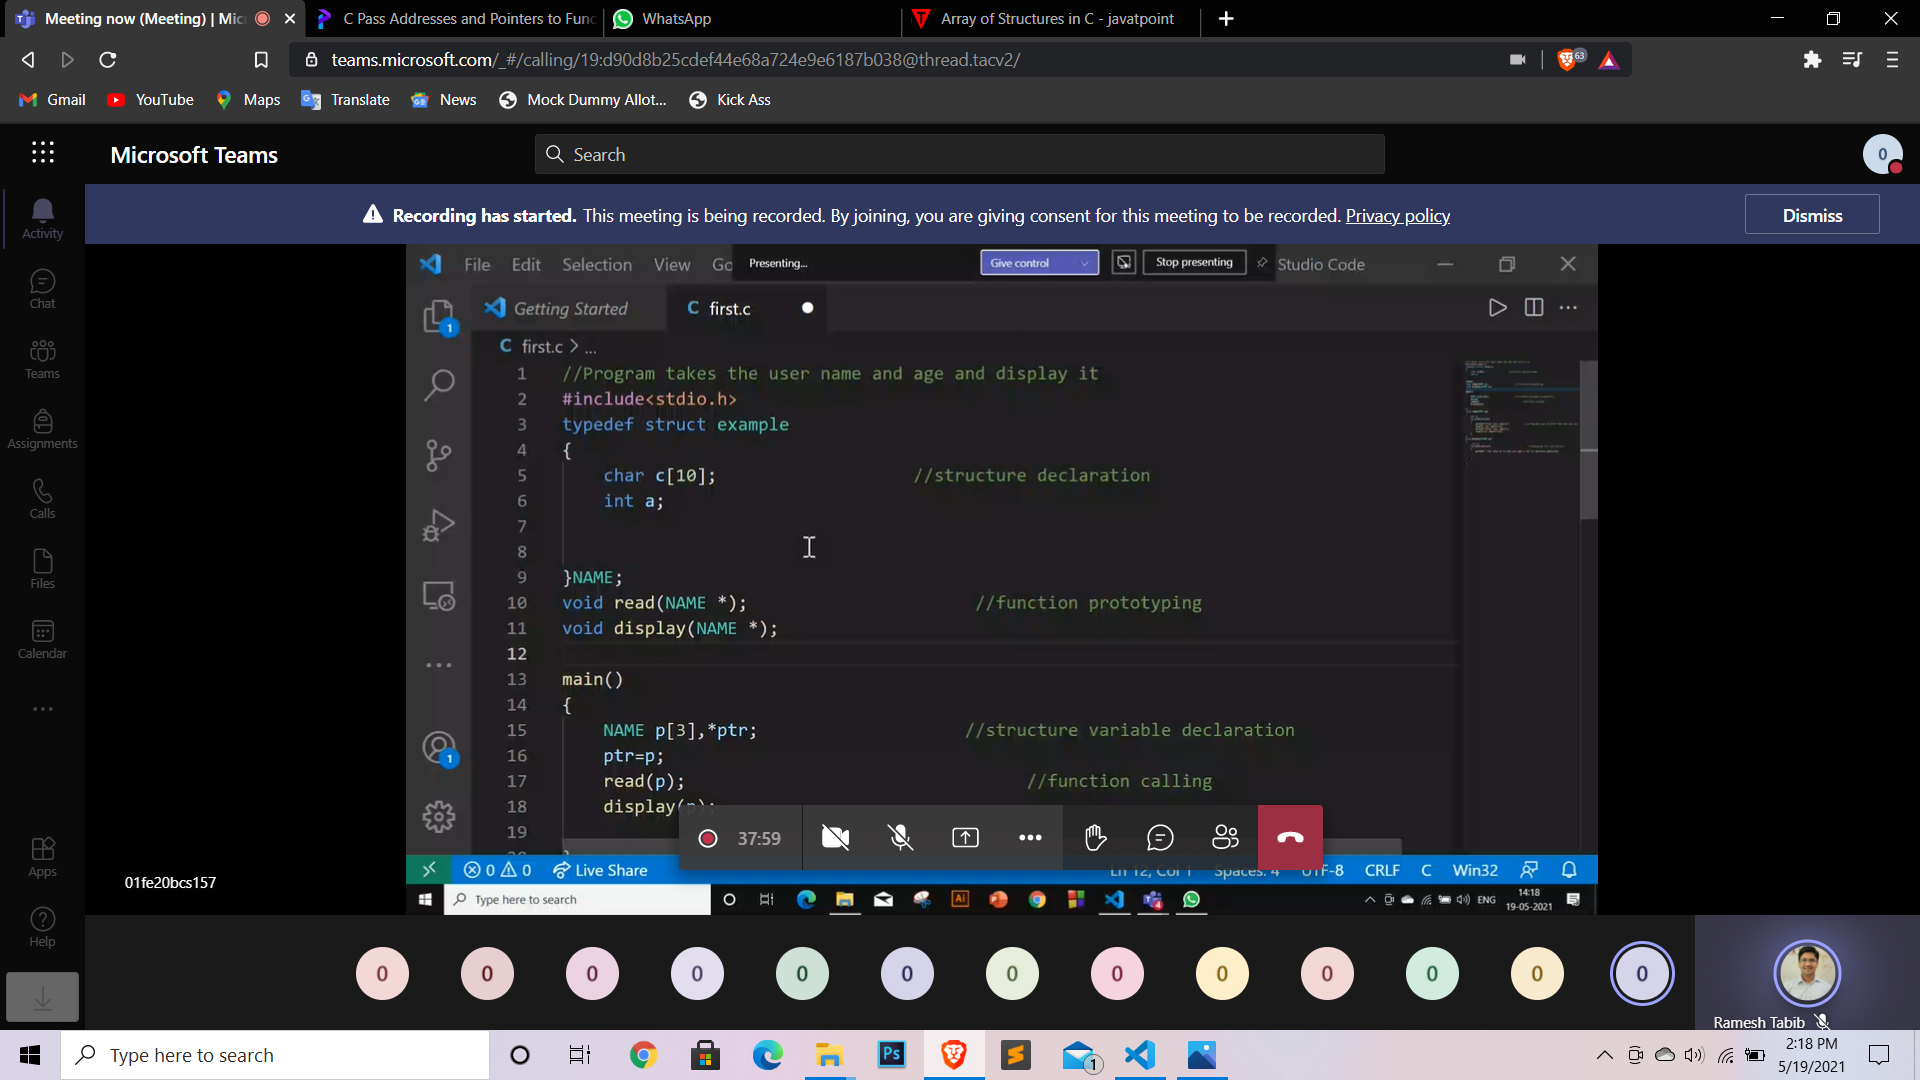 Meeting now (Meeting) | Mic
C Pass Addresses and Pointers to Func
WhatsApp
Array of Structures in C - javatpoint
teams.microsoft.com/_#/calling/19:d90d8b25cdef44e68a724e9e6187b038@thread.tacv2/
63
Gmail
YouTube
Maps
Translate
News
Mock Dummy Allot...
Kick Ass
Microsoft Teams
Search
0
Recording has started. This meeting is being recorded. By joining, you are giving consent for this meeting to be recorded. Privacy policy
Dismiss
Activity
Chat
Teams
Assignments
Calls
Files
Calendar
Apps
Help
File Edit Selection View Go
Presenting...
Give control
Stop presenting
Studio Code
Getting Started
C first.c
C first.c > ...
1 //Program takes the user name and age and display it
2 #include<stdio.h>
3 typedef struct example
4 {
5 char c[10]; //structure declaration
6 int a;
7
8
9 }NAME;
10 void read(NAME *); //function prototyping
11 void display(NAME *);
12
13 main()
14 {
15 NAME p[3],*ptr; //structure variable declaration
16 ptr=p;
17 read(p); //function calling
18 display(p);
19
1
1
37:59
0 0
Live Share
Ln 12, Col 1
Spaces: 4
UTF-8
CRLF
C
Win32
Type here to search
Ai
ENG
14:18
19-05-2021
01fe20bcs157
0 0 0 0 0 0 0 0 0 0 0 0 0
Ramesh Tabib
Type here to search
Ps
1
2:18 PM
5/19/2021